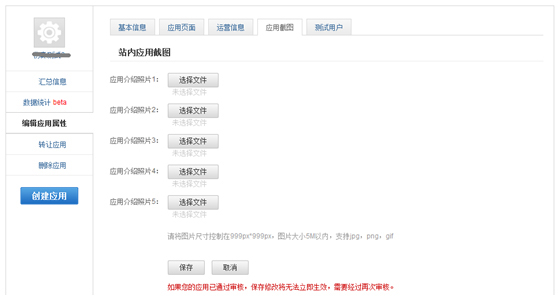 基本信息 应用页面 运营信息 应用截图 测试用户
站内应用截图
汇总信息
数据统计 beta
编辑应用属性
转让应用
删除应用
创建应用
应用介绍照片1： 选择文件
未选择文件
应用介绍照片2： 选择文件
未选择文件
应用介绍照片3： 选择文件
未选择文件
应用介绍照片4： 选择文件
未选择文件
应用介绍照片5： 选择文件
未选择文件
请将图片尺寸控制在999px*999px，图片大小5M以内，支持jpg，png，gif
保存 取消
如果您的应用已通过审核，保存修改将无法立即生效，需要经过再次审核。